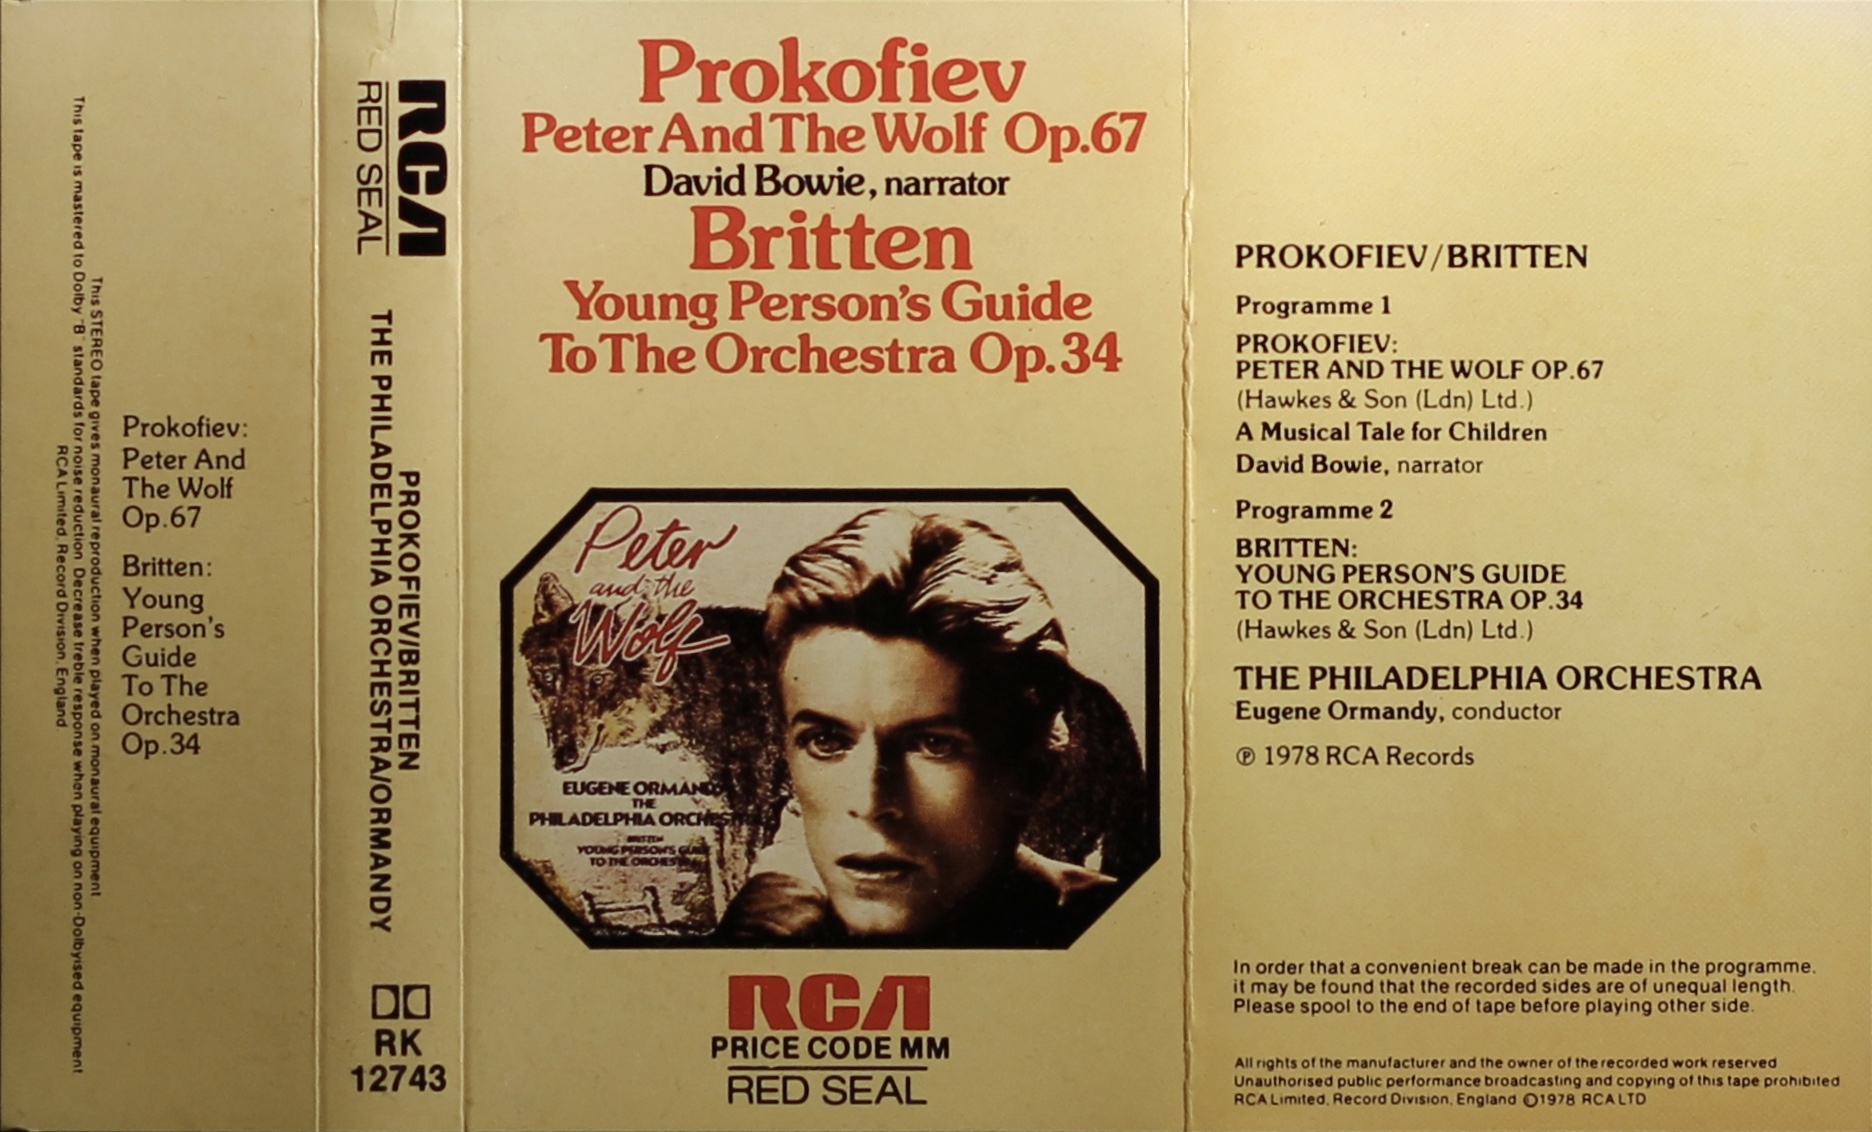 This STEREO tape gives monaural reproduction when played on monaural equipment
This tape is mastered to Dolby "B" standards for noise reduction. Decrease treble response when playing on non-Dolbyised equipment
RCA Limited, Record Division, England.
Prokofiev:
Peter And
The Wolf
Op.67
Britten:
Young
Person's
Guide
To The
Orchestra
Op.34
RCA
RED SEAL
PROKOFIEV/BRITTEN
THE PHILADELPHIA ORCHESTRA/ORMANDY
RK
12743
Prokofiev
Peter And The Wolf Op.67
David Bowie, narrator
Britten
Young Person's Guide
To The Orchestra Op.34
Peter
and the
Wolf
EUGENE ORMANDY
THE
PHILADELPHIA ORCHESTRA
BRITTEN
YOUNG PERSON'S GUIDE
TO THE ORCHESTRA
RCA
PRICE CODE MM
RED SEAL
PROKOFIEV/BRITTEN
Programme 1
PROKOFIEV:
PETER AND THE WOLF OP.67
(Hawkes & Son (Ldn) Ltd.)
A Musical Tale for Children
David Bowie, narrator
Programme 2
BRITTEN:
YOUNG PERSON'S GUIDE
TO THE ORCHESTRA OP.34
(Hawkes & Son (Ldn) Ltd.)
THE PHILADELPHIA ORCHESTRA
Eugene Ormandy, conductor
℗ 1978 RCA Records
In order that a convenient break can be made in the programme,
it may be found that the recorded sides are of unequal length.
Please spool to the end of tape before playing other side.
All rights of the manufacturer and the owner of the recorded work reserved
Unauthorised public performance broadcasting and copying of this tape prohibited
RCA Limited, Record Division, England ©1978 RCA LTD